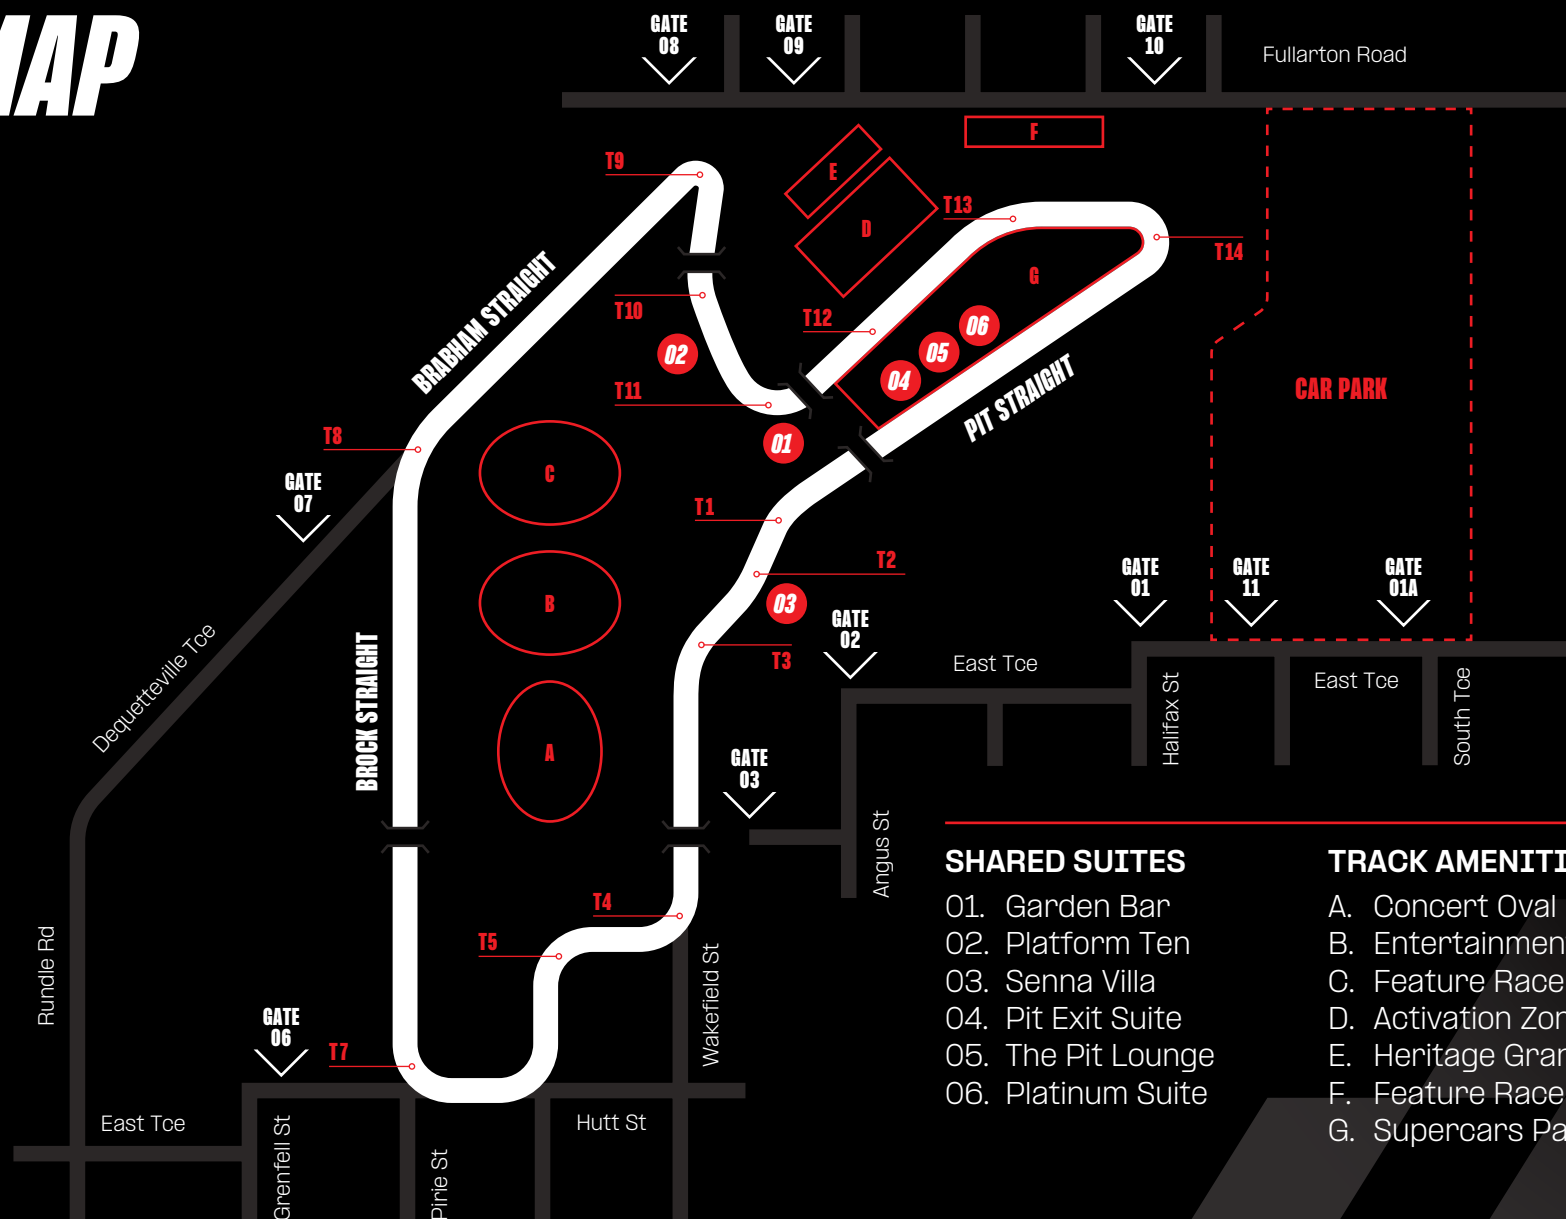 MAP
GATE
08
GATE
09
GATE
10
Fullarton Road
F
T9
E
D
T13
T14
G
BRABHAM STRAIGHT
T10
T12
02
06
05
04
T11
PIT STRAIGHT
CAR PARK
T8
01
C
GATE
07
T1
T2
B
03
GATE
02
GATE
01
GATE
11
GATE
01A
T3
East Tce
East Tce
Halifax St
South Tce
Dequetteville Tce
BROCK STRAIGHT
A
GATE
03
Angus St
T4
T5
Rundle Rd
Wakefield St
GATE
06
T7
East Tce
Hutt St
Grenfell St
Pirie St
SHARED SUITES
01. Garden Bar
02. Platform Ten
03. Senna Villa
04. Pit Exit Suite
05. The Pit Lounge
06. Platinum Suite
TRACK AMENITI
A. Concert Oval
B. Entertainmen
C. Feature Race
D. Activation Zon
E. Heritage Gran
F. Feature Race
G. Supercars Pa